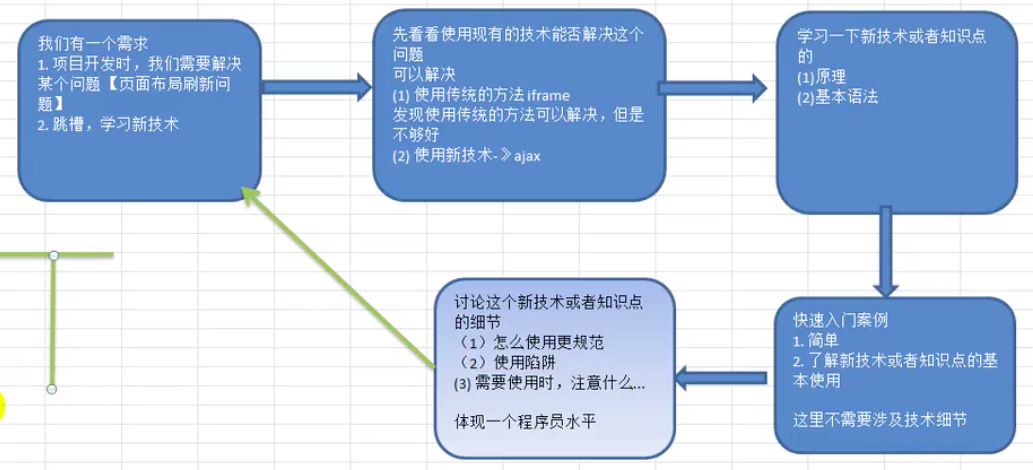 我们有一个需求
1. 项目开发时，我们需要解决
某个问题【页面布局刷新问
题】
2. 跳槽，学习新技术
先看看使用现有的技术能否解决这个
问题
可以解决
(1) 使用传统的方法iframe
发现使用传统的方法可以解决，但是
不够好
(2) 使用新技术-》ajax
学习一下新技术或者知识点
的
(1)原理
(2)基本语法
快速入门案例
1. 简单
2. 了解新技术或者知识点的基
本使用
这里不需要涉及技术细节
讨论这个新技术或者知识点
的细节
（1）怎么使用更规范
（2）使用陷阱
(3) 需要使用时，注意什么...
体现一个程序员水平